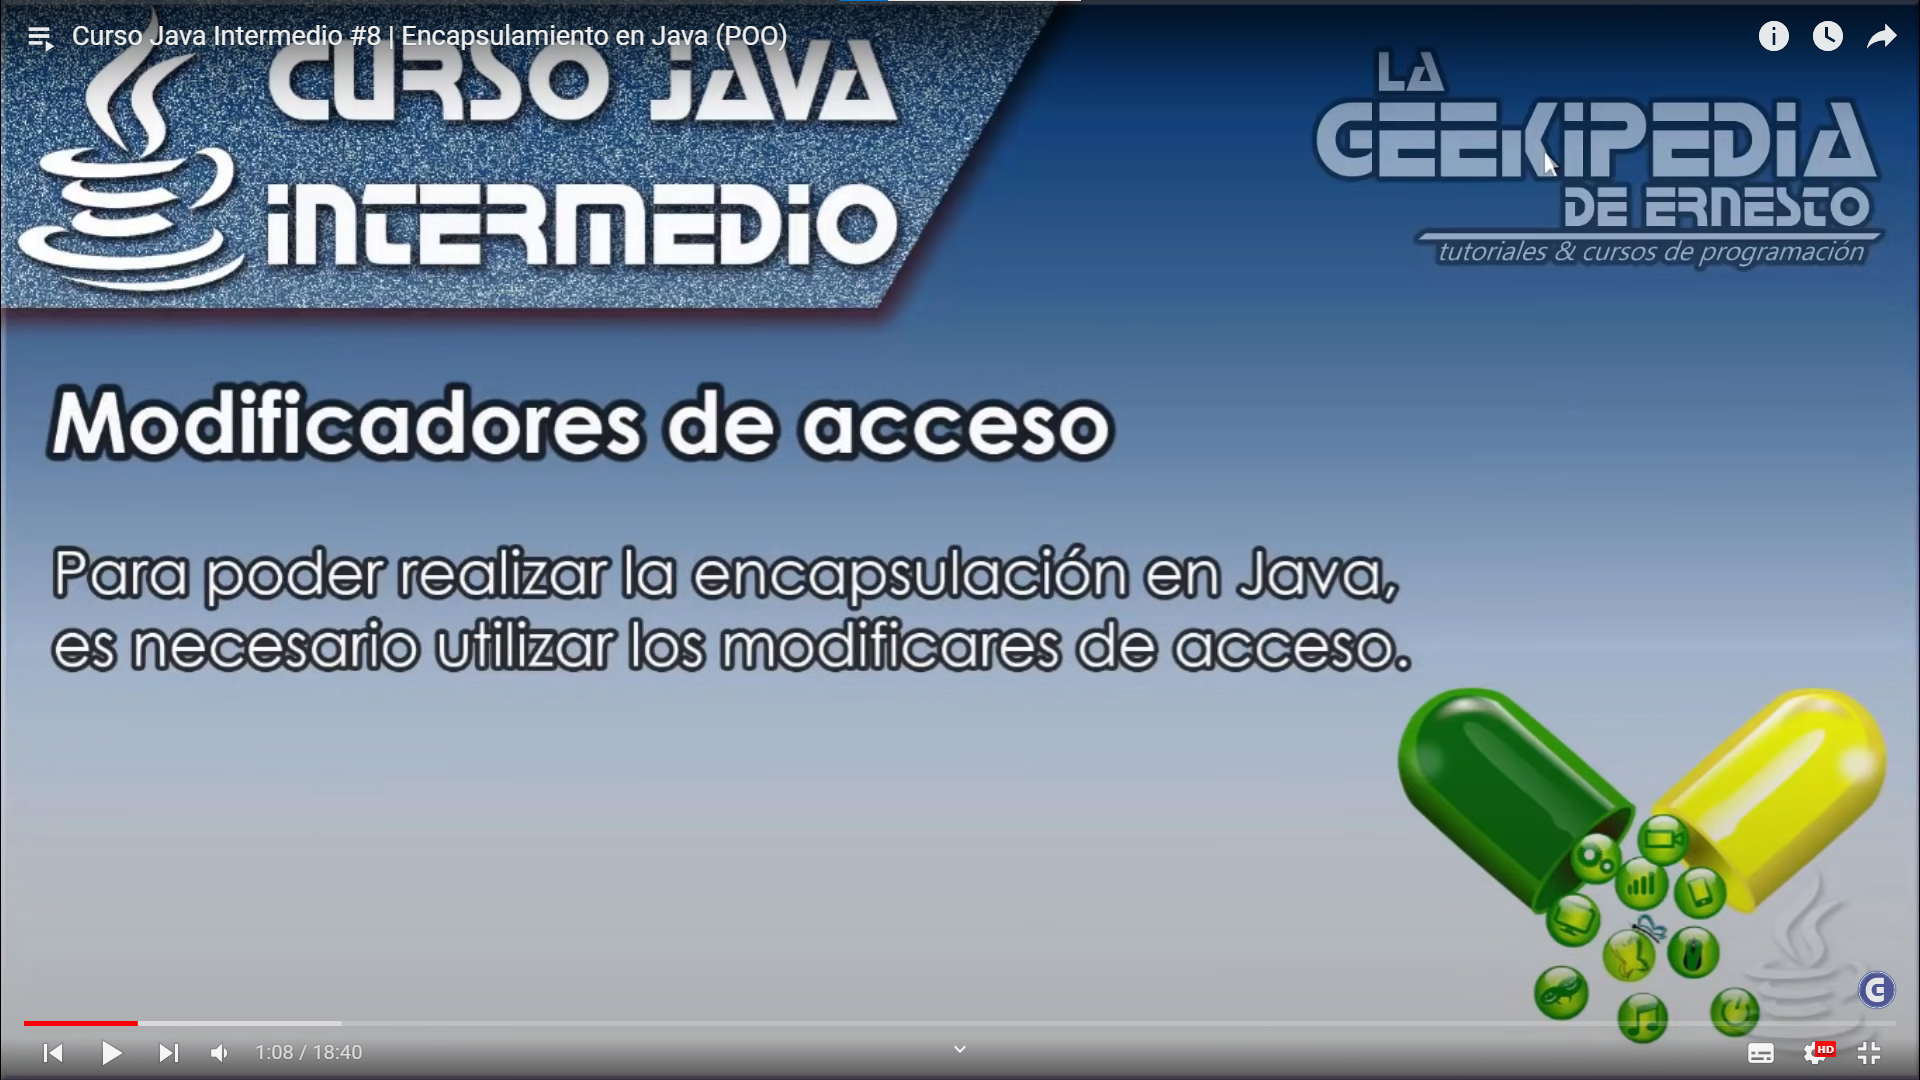 Curso Java Intermedio #8 | Encapsulamiento en Java (POO)
CURSO JAVA
INTERMEDIO
LA
GEEKIPEDIA
DE ERNESTO
tutoriales & cursos de programación
Modificadores de acceso
Para poder realizar la encapsulación en Java,
es necesario utilizar los modificares de acceso.
G
1:08 / 18:40
HD